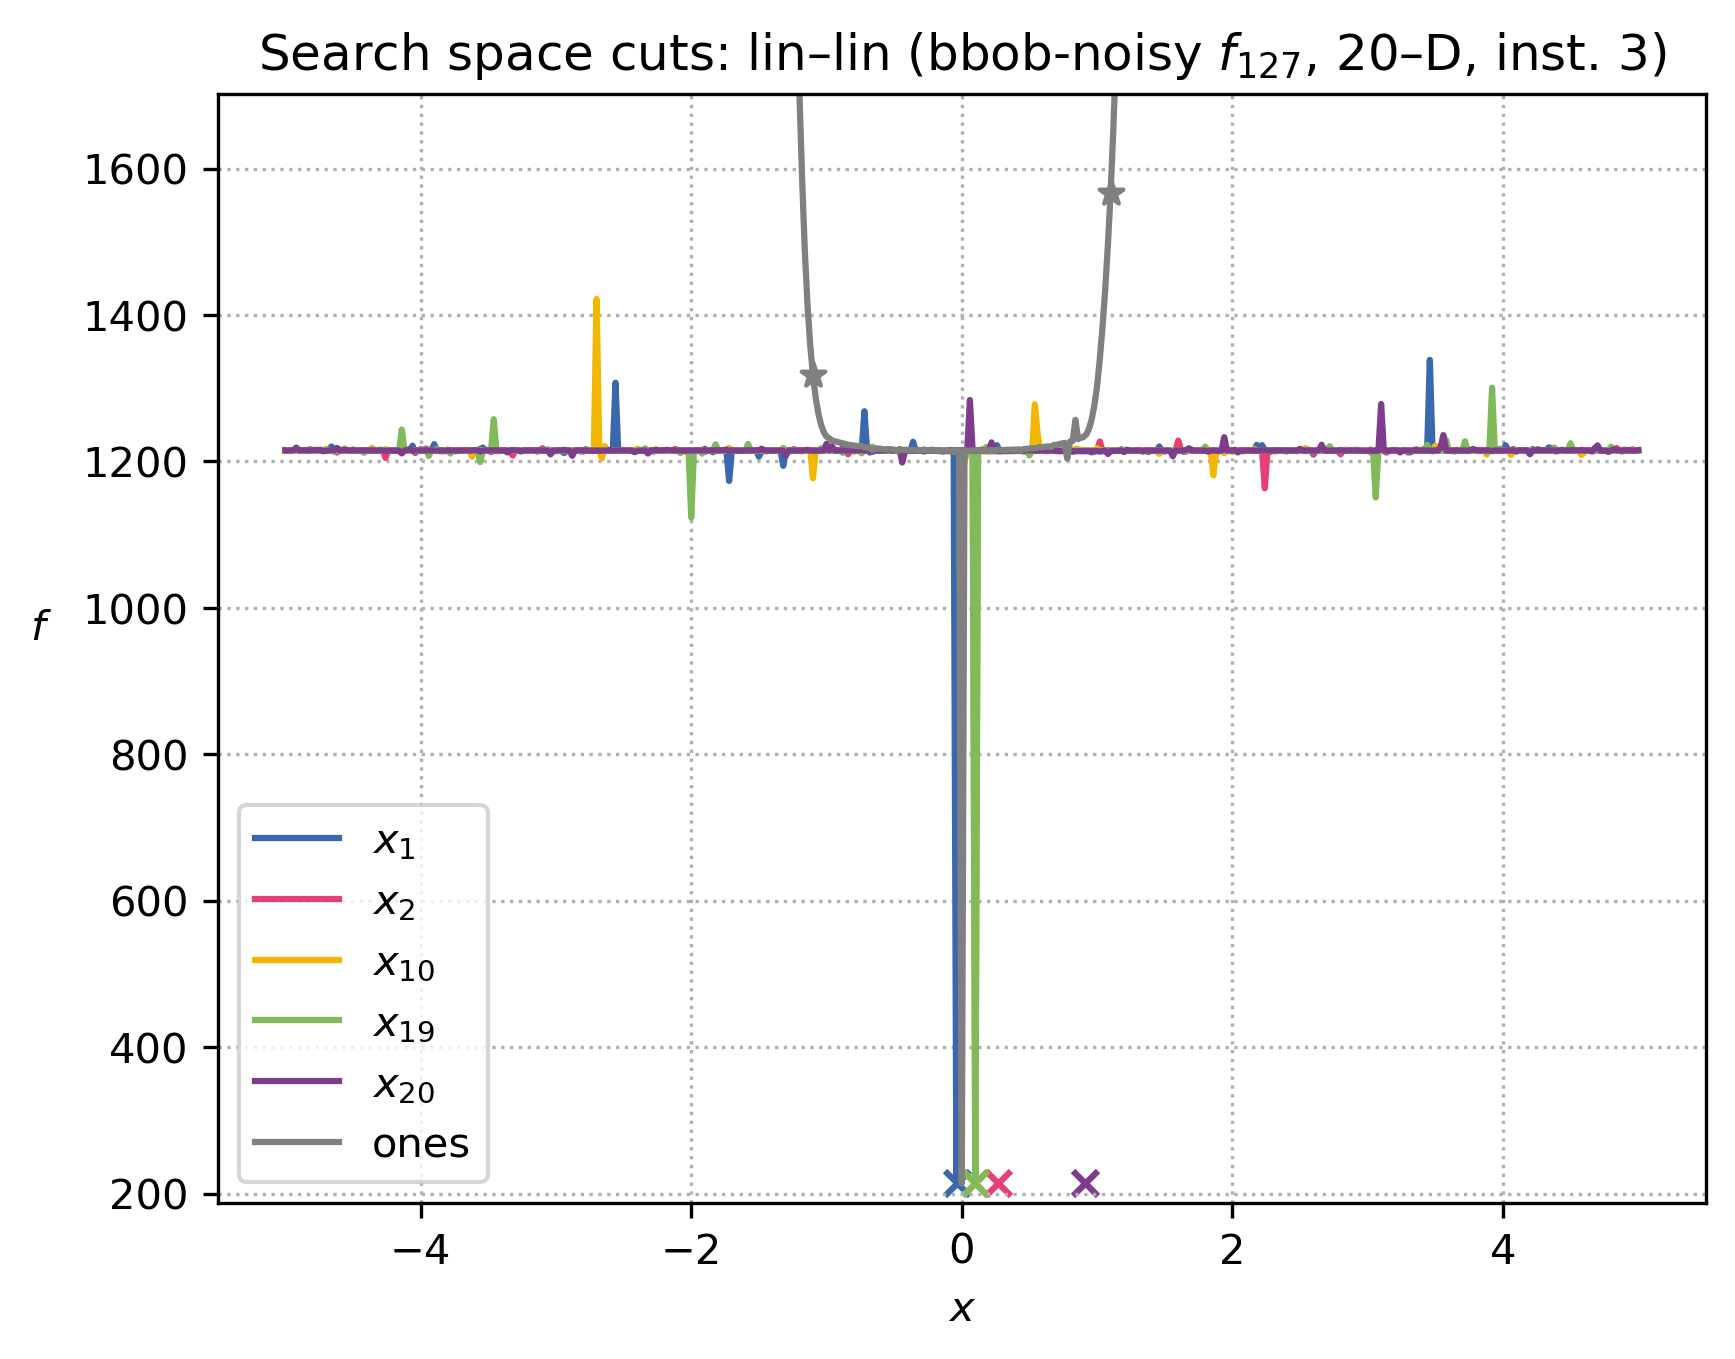 Search space cuts: lin–lin (bbob-noisy f₁₂₇, 20–D, inst. 3)
1600
1400
1200
1000
800
600
400
200
f
x₁
x₂
x₁₀
x₁₉
x₂₀
ones
−4
−2
0
2
4
x